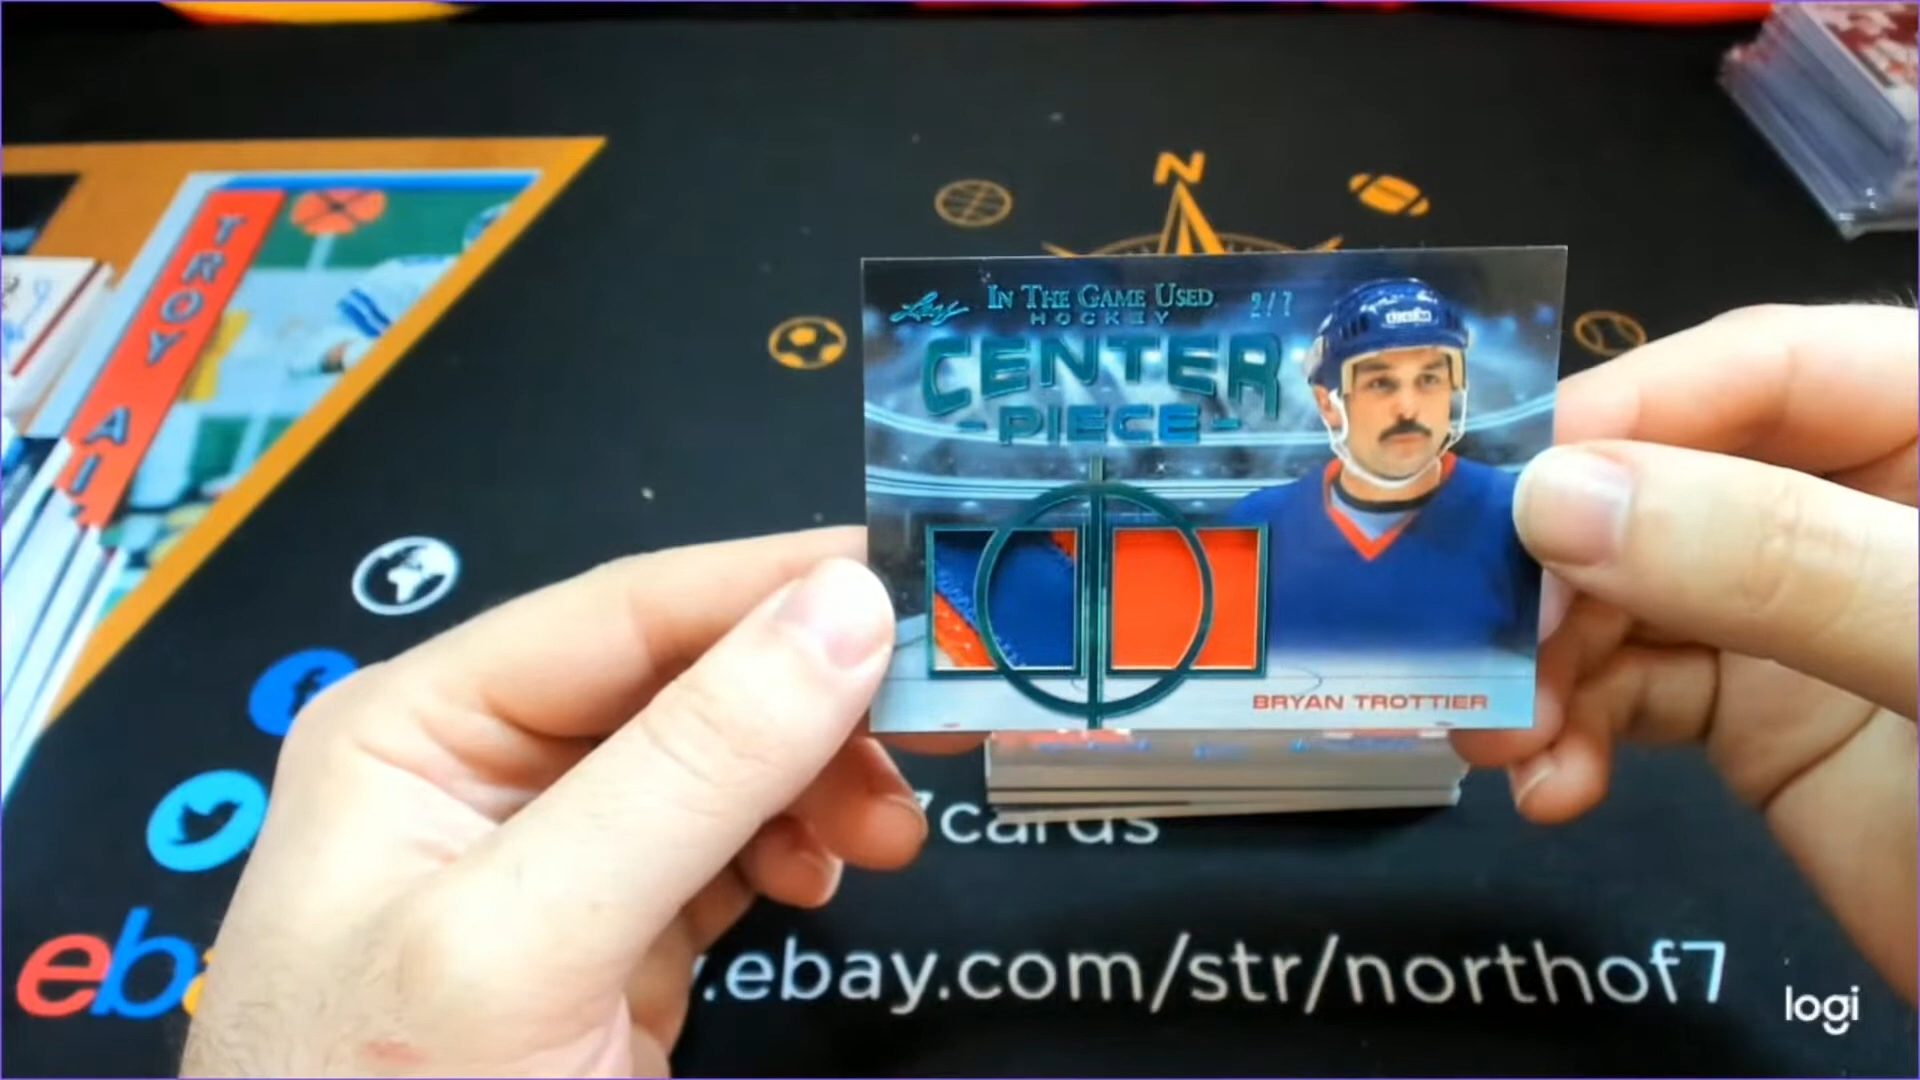 N
TROY AI
Leaf
IN THE GAME USED
HOCKEY
2/7
CENTER
PIECE
BRYAN TROTTIER
7cards
.ebay.com/str/northof7
eba
logi